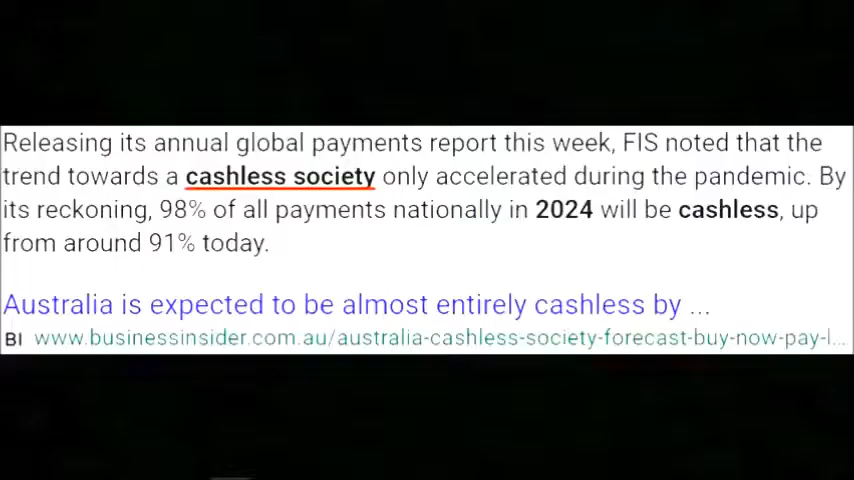 Releasing its annual global payments report this week, FIS noted that the
trend towards a cashless society only accelerated during the pandemic. By
its reckoning, 98% of all payments nationally in 2024 will be cashless, up
from around 91% today.
Australia is expected to be almost entirely cashless by ...
BI www.businessinsider.com.au/australia-cashless-society-forecast-buy-now-pay-l...